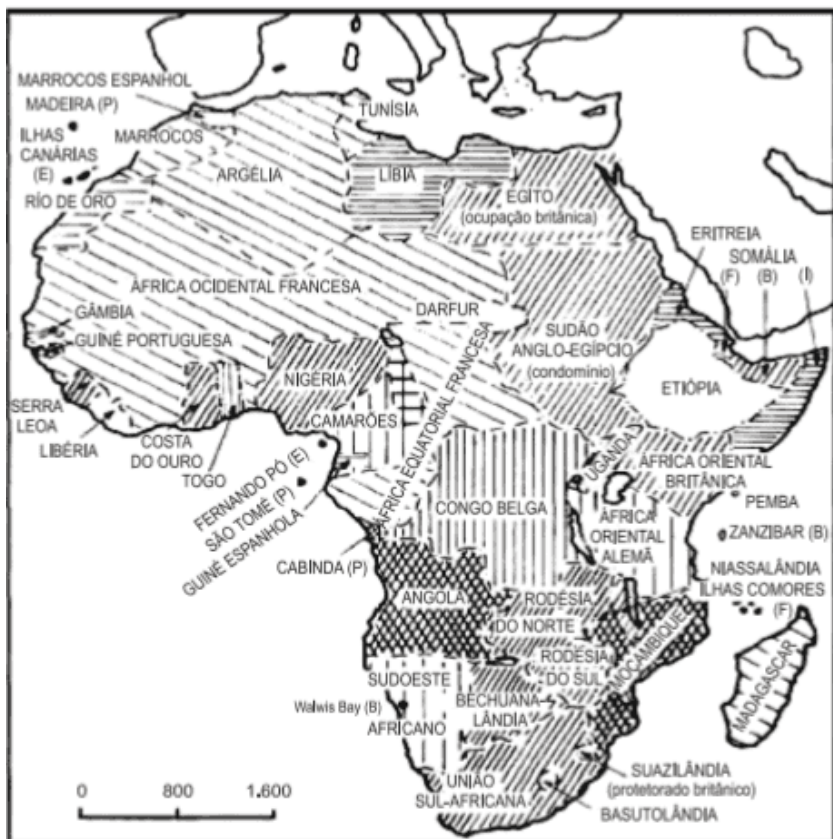 MARROCOS ESPANHOL
MADEIRA (P)
TUNÍSIA
ILHAS
CANÁRIAS
(E)
MARROCOS
ARGÉLIA
LÍBIA
EGITO
(ocupação britânica)
RÍO DE ÓRO
ERITREIA
(F)
SOMÁLIA
(B)
(I)
ÁFRICA OCIDENTAL FRANCESA
DARFUR
SUDÃO
ANGLO-EGÍPCIO
(condomínio)
GÂMBIA
GUINÉ PORTUGUESA
NIGÉRIA
ETIÓPIA
SERRA
LEOA
LIBÉRIA
COSTA
DO OURO
TOGO
CAMARÕES
ÁFRICA EQUATORIAL FRANCESA
UGANDA
ÁFRICA ORIENTAL
BRITÂNICA
FERNANDO PÓ (E)
SÃO TOMÉ (P)
GUINÉ ESPANHOLA
CONGO BELGA
ÁFRICA
ORIENTAL
ALEMÃ
PEMBA
ZANZIBAR (B)
CABINDA (P)
NIASSALÂNDIA
ILHAS COMORES
(F)
ANGOLA
RODÉSIA
DO NORTE
MOÇAMBIQUE
RODÉSIA
DO SUL
MADAGASCAR
SUDOESTE
AFRICANO
Walwis Bay (B)
BECHUANA-
LÂNDIA
UNIÃO
SUL-AFRICANA
SUAZILÂNDIA
(protetorado britânico)
BASUTOLÂNDIA
0 800 1.600